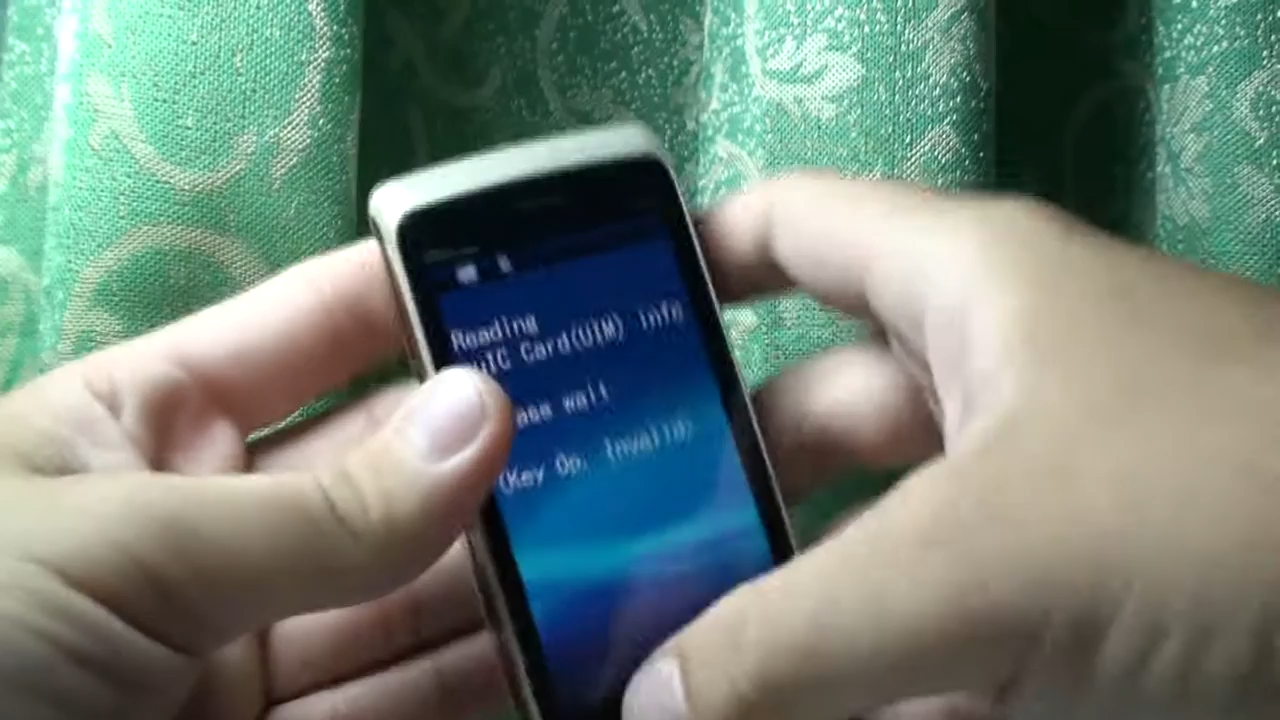 Reading
IC Card(UIM) Info
ase wait
(Key Op. Invalid)